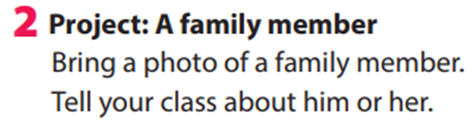 2 Project: A family member
Bring a photo of a family member.
Tell your class about him or her.